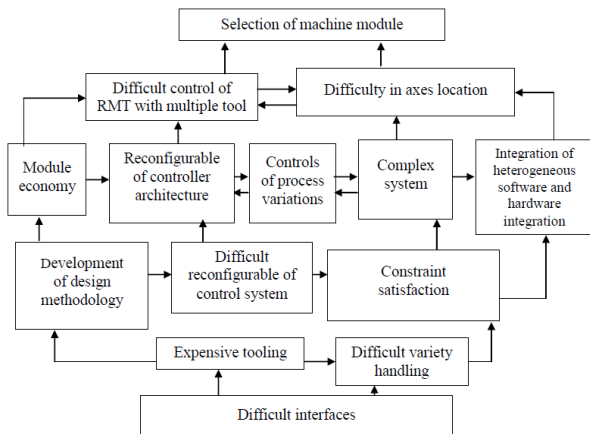 Selection of machine module
Difficult control of
RMT with multiple tool
Difficulty in axes location
Module
economy
Reconfigurable
of controller
architecture
Controls
of process
variations
Complex
system
Integration of
heterogeneous
software and
hardware
integration
Development
of design
methodology
Difficult
reconfigurable of
control system
Constraint
satisfaction
Expensive tooling
Difficult variety
handling
Difficult interfaces